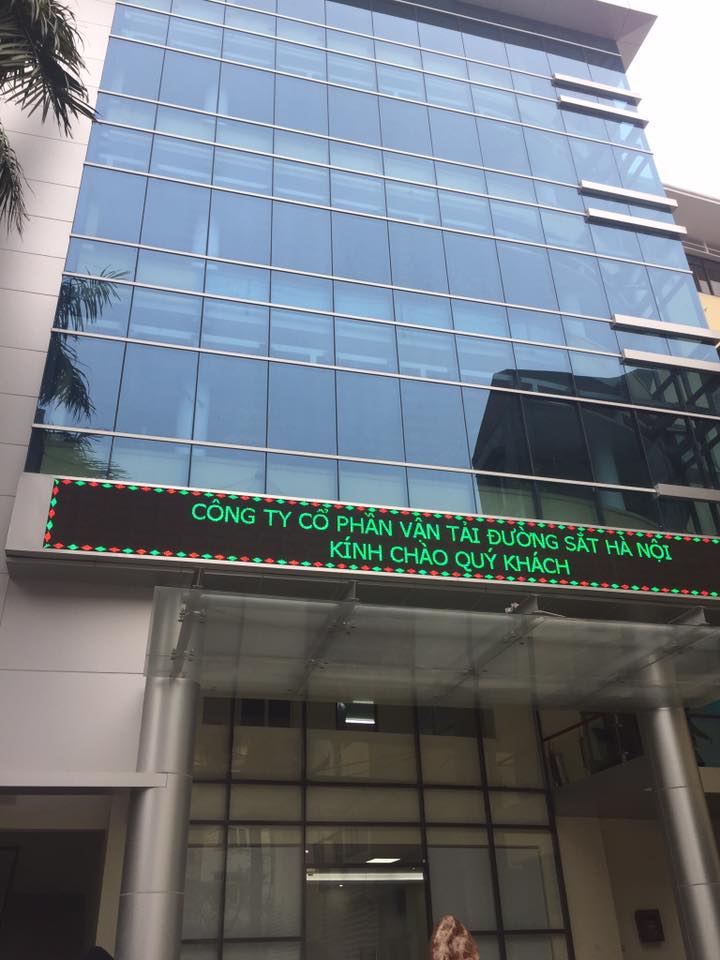 CÔNG TY CỔ PHẦN VẬN TẢI ĐƯỜNG SẮT HÀ NỘI
KÍNH CHÀO QUÝ KHÁCH